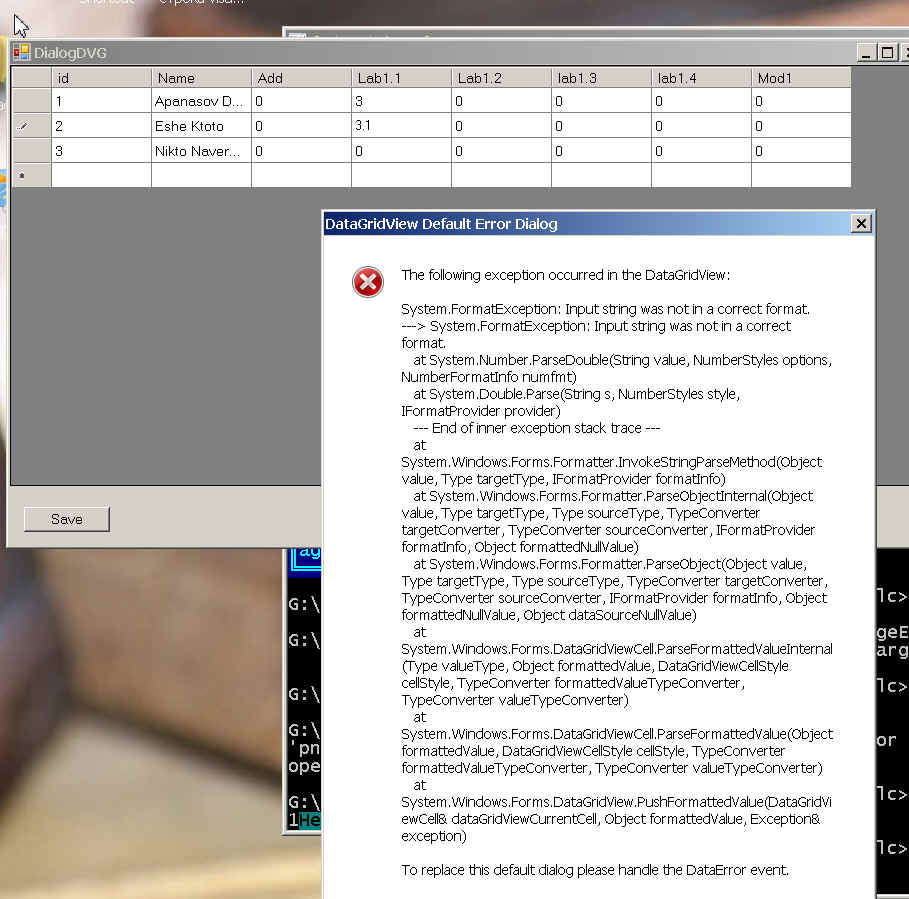 DialogDVG
id Name Add Lab1.1 Lab1.2 lab1.3 lab1.4 Mod1
1 Apanasov D... 0 3 0 0 0 0
2 Eshe Ktoto 0 3.1 0 0 0 0
3 Nikto Naver... 0 0 0 0 0 0
DataGridView Default Error Dialog
The following exception occurred in the DataGridView:
System.FormatException: Input string was not in a correct format.
---> System.FormatException: Input string was not in a correct
format.
at System.Number.ParseDouble(String value, NumberStyles options,
NumberFormatInfo numfmt)
at System.Double.Parse(String s, NumberStyles style,
IFormatProvider provider)
--- End of inner exception stack trace ---
at
System.Windows.Forms.Formatter.InvokeStringParseMethod(Object
value, Type targetType, IFormatProvider formatInfo)
at System.Windows.Forms.Formatter.ParseObjectInternal(Object
value, Type targetType, Type sourceType, TypeConverter
targetConverter, TypeConverter sourceConverter, IFormatProvider
formatInfo, Object formattedNullValue)
at System.Windows.Forms.Formatter.ParseObject(Object value,
Type targetType, Type sourceType, TypeConverter targetConverter,
TypeConverter sourceConverter, IFormatProvider formatInfo, Object
formattedNullValue, Object dataSourceNullValue)
at
System.Windows.Forms.DataGridViewCell.ParseFormattedValueInternal
(Type valueType, Object formattedValue, DataGridViewCellStyle
cellStyle, TypeConverter formattedValueTypeConverter,
TypeConverter valueTypeConverter)
at
System.Windows.Forms.DataGridViewCell.ParseFormattedValue(Object
formattedValue, DataGridViewCellStyle cellStyle, TypeConverter
formattedValueTypeConverter, TypeConverter valueTypeConverter)
at
System.Windows.Forms.DataGridView.PushFormattedValue(DataGridVi
ewCell& dataGridViewCurrentCell, Object formattedValue, Exception&
exception)
To replace this default dialog please handle the DataError event.
Save
ag
G:\
lc>
G:\
geE
arg
G:\
lc>
G:\
or
'pn
ope
G:\
lc>
1He
lc>